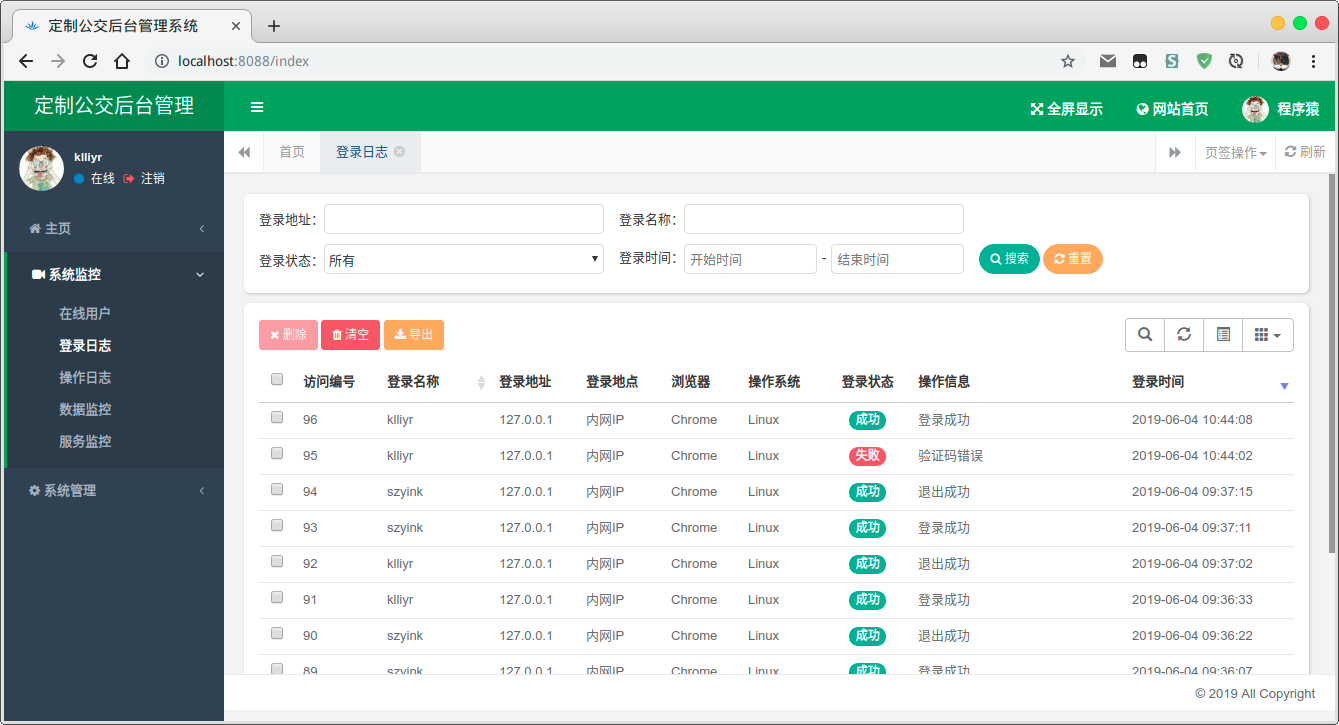 定制公交后台管理系统
localhost:8088/index
定制公交后台管理
全屏显示 网站首页 程序猿
klliyr
在线 注销
首页 登录日志 页签操作 刷新
主页
系统监控
在线用户
登录日志
操作日志
数据监控
服务监控
系统管理
登录地址: 登录名称:
登录状态: 所有 登录时间: 开始时间 - 结束时间 搜索 重置
删除 清空 导出
访问编号 登录名称 登录地址 登录地点 浏览器 操作系统 登录状态 操作信息 登录时间
96 klliyr 127.0.0.1 内网IP Chrome Linux 成功 登录成功 2019-06-04 10:44:08
95 klliyr 127.0.0.1 内网IP Chrome Linux 失败 验证码错误 2019-06-04 10:44:02
94 szyink 127.0.0.1 内网IP Chrome Linux 成功 退出成功 2019-06-04 09:37:15
93 szyink 127.0.0.1 内网IP Chrome Linux 成功 登录成功 2019-06-04 09:37:11
92 klliyr 127.0.0.1 内网IP Chrome Linux 成功 退出成功 2019-06-04 09:37:02
91 klliyr 127.0.0.1 内网IP Chrome Linux 成功 登录成功 2019-06-04 09:36:33
90 szyink 127.0.0.1 内网IP Chrome Linux 成功 退出成功 2019-06-04 09:36:22
89 szyink 127.0.0.1 内网IP Chrome Linux 成功 登录成功 2019-06-04 09:36:07
© 2019 All Copyright